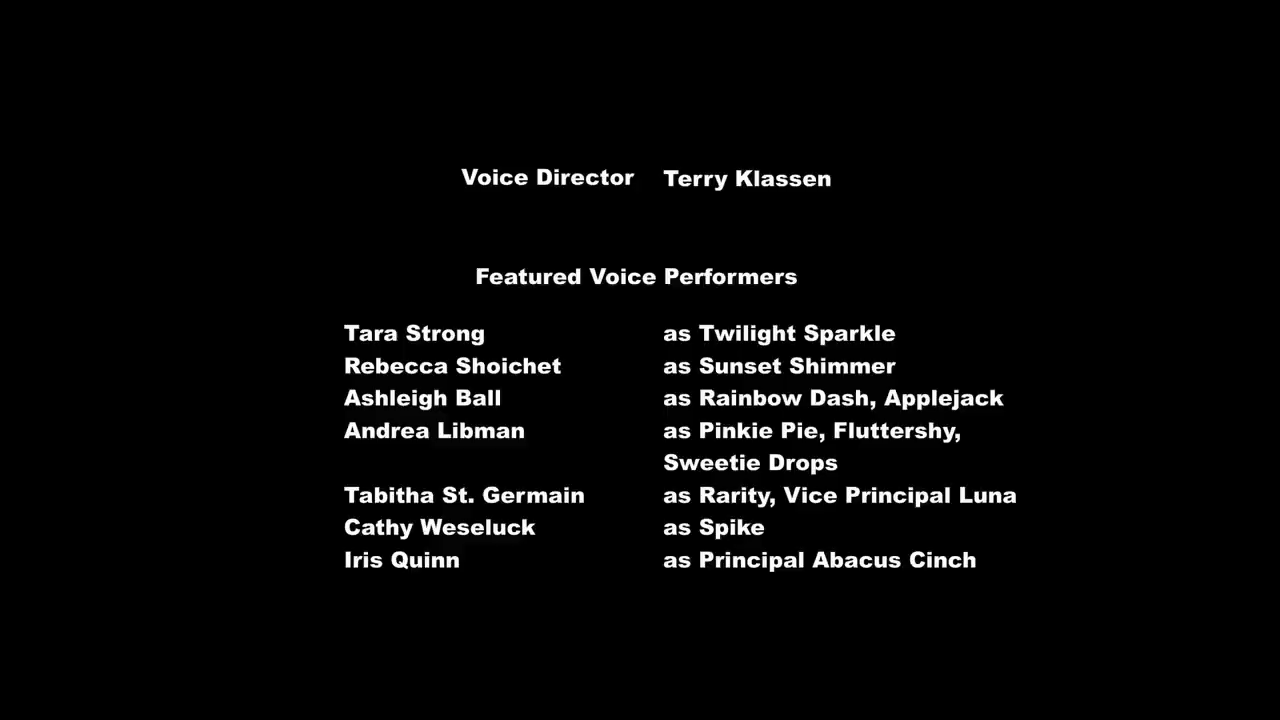 Voice Director Terry Klassen
Featured Voice Performers
Tara Strong as Twilight Sparkle
Rebecca Shoichet as Sunset Shimmer
Ashleigh Ball as Rainbow Dash, Applejack
Andrea Libman as Pinkie Pie, Fluttershy,
Sweetie Drops
Tabitha St. Germain as Rarity, Vice Principal Luna
Cathy Weseluck as Spike
Iris Quinn as Principal Abacus Cinch